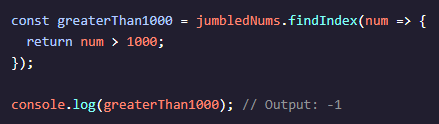 const greaterThan1000 = jumbledNums.findIndex(num => {
  return num > 1000;
});

console.log(greaterThan1000); // Output: -1